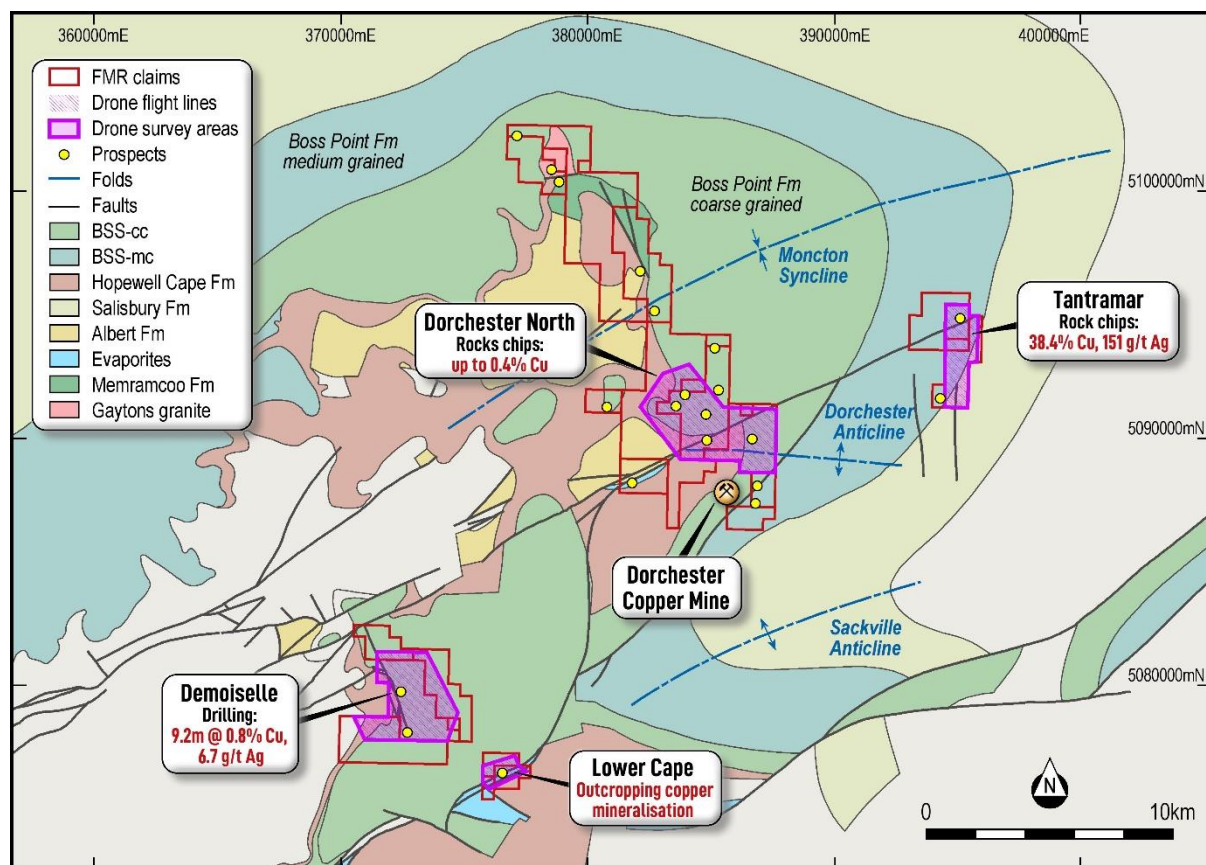 360000mE
370000mE
380000mE
390000mE
400000mE
FMR claims
Drone flight lines
Drone survey areas
Prospects
Folds
Faults
BSS-cc
BSS-mc
Hopewell Cape Fm
Salisbury Fm
Albert Fm
Evaporites
Memramcoo Fm
Gaytons granite
Boss Point Fm
medium grained
Boss Point Fm
coarse grained
5100000mN
Moncton
Syncline
Dorchester North
Rocks chips:
up to 0.4% Cu
Tantramar
Rock chips:
38.4% Cu, 151 g/t Ag
Dorchester
Anticline
5090000mN
Dorchester
Copper Mine
Sackville
Anticline
5080000mN
Demoiselle
Drilling:
9.2m @ 0.8% Cu,
6.7 g/t Ag
Lower Cape
Outcropping copper
mineralisation
N
0
10km